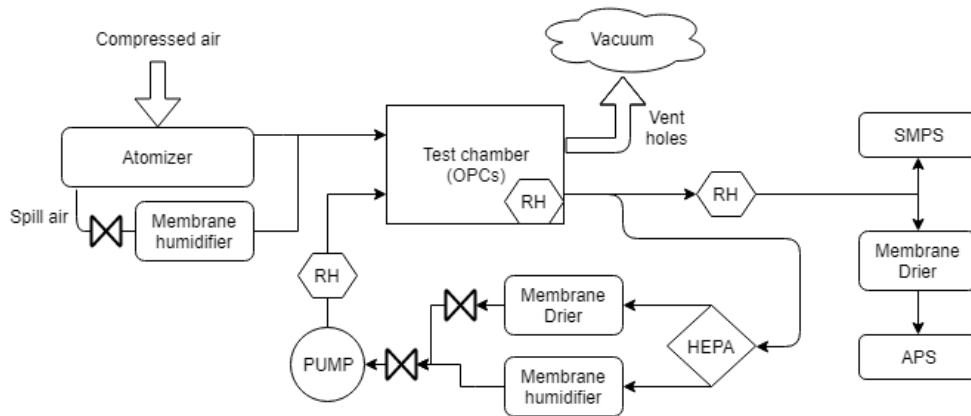 Compressed air
Vacuum
Atomizer
Vent
holes
SMPS
Test chamber
(OPCs)
RH
RH
Spill air
Membrane
humidifier
Membrane
Drier
RH
Membrane
Drier
HEPA
APS
PUMP
Membrane
humidifier